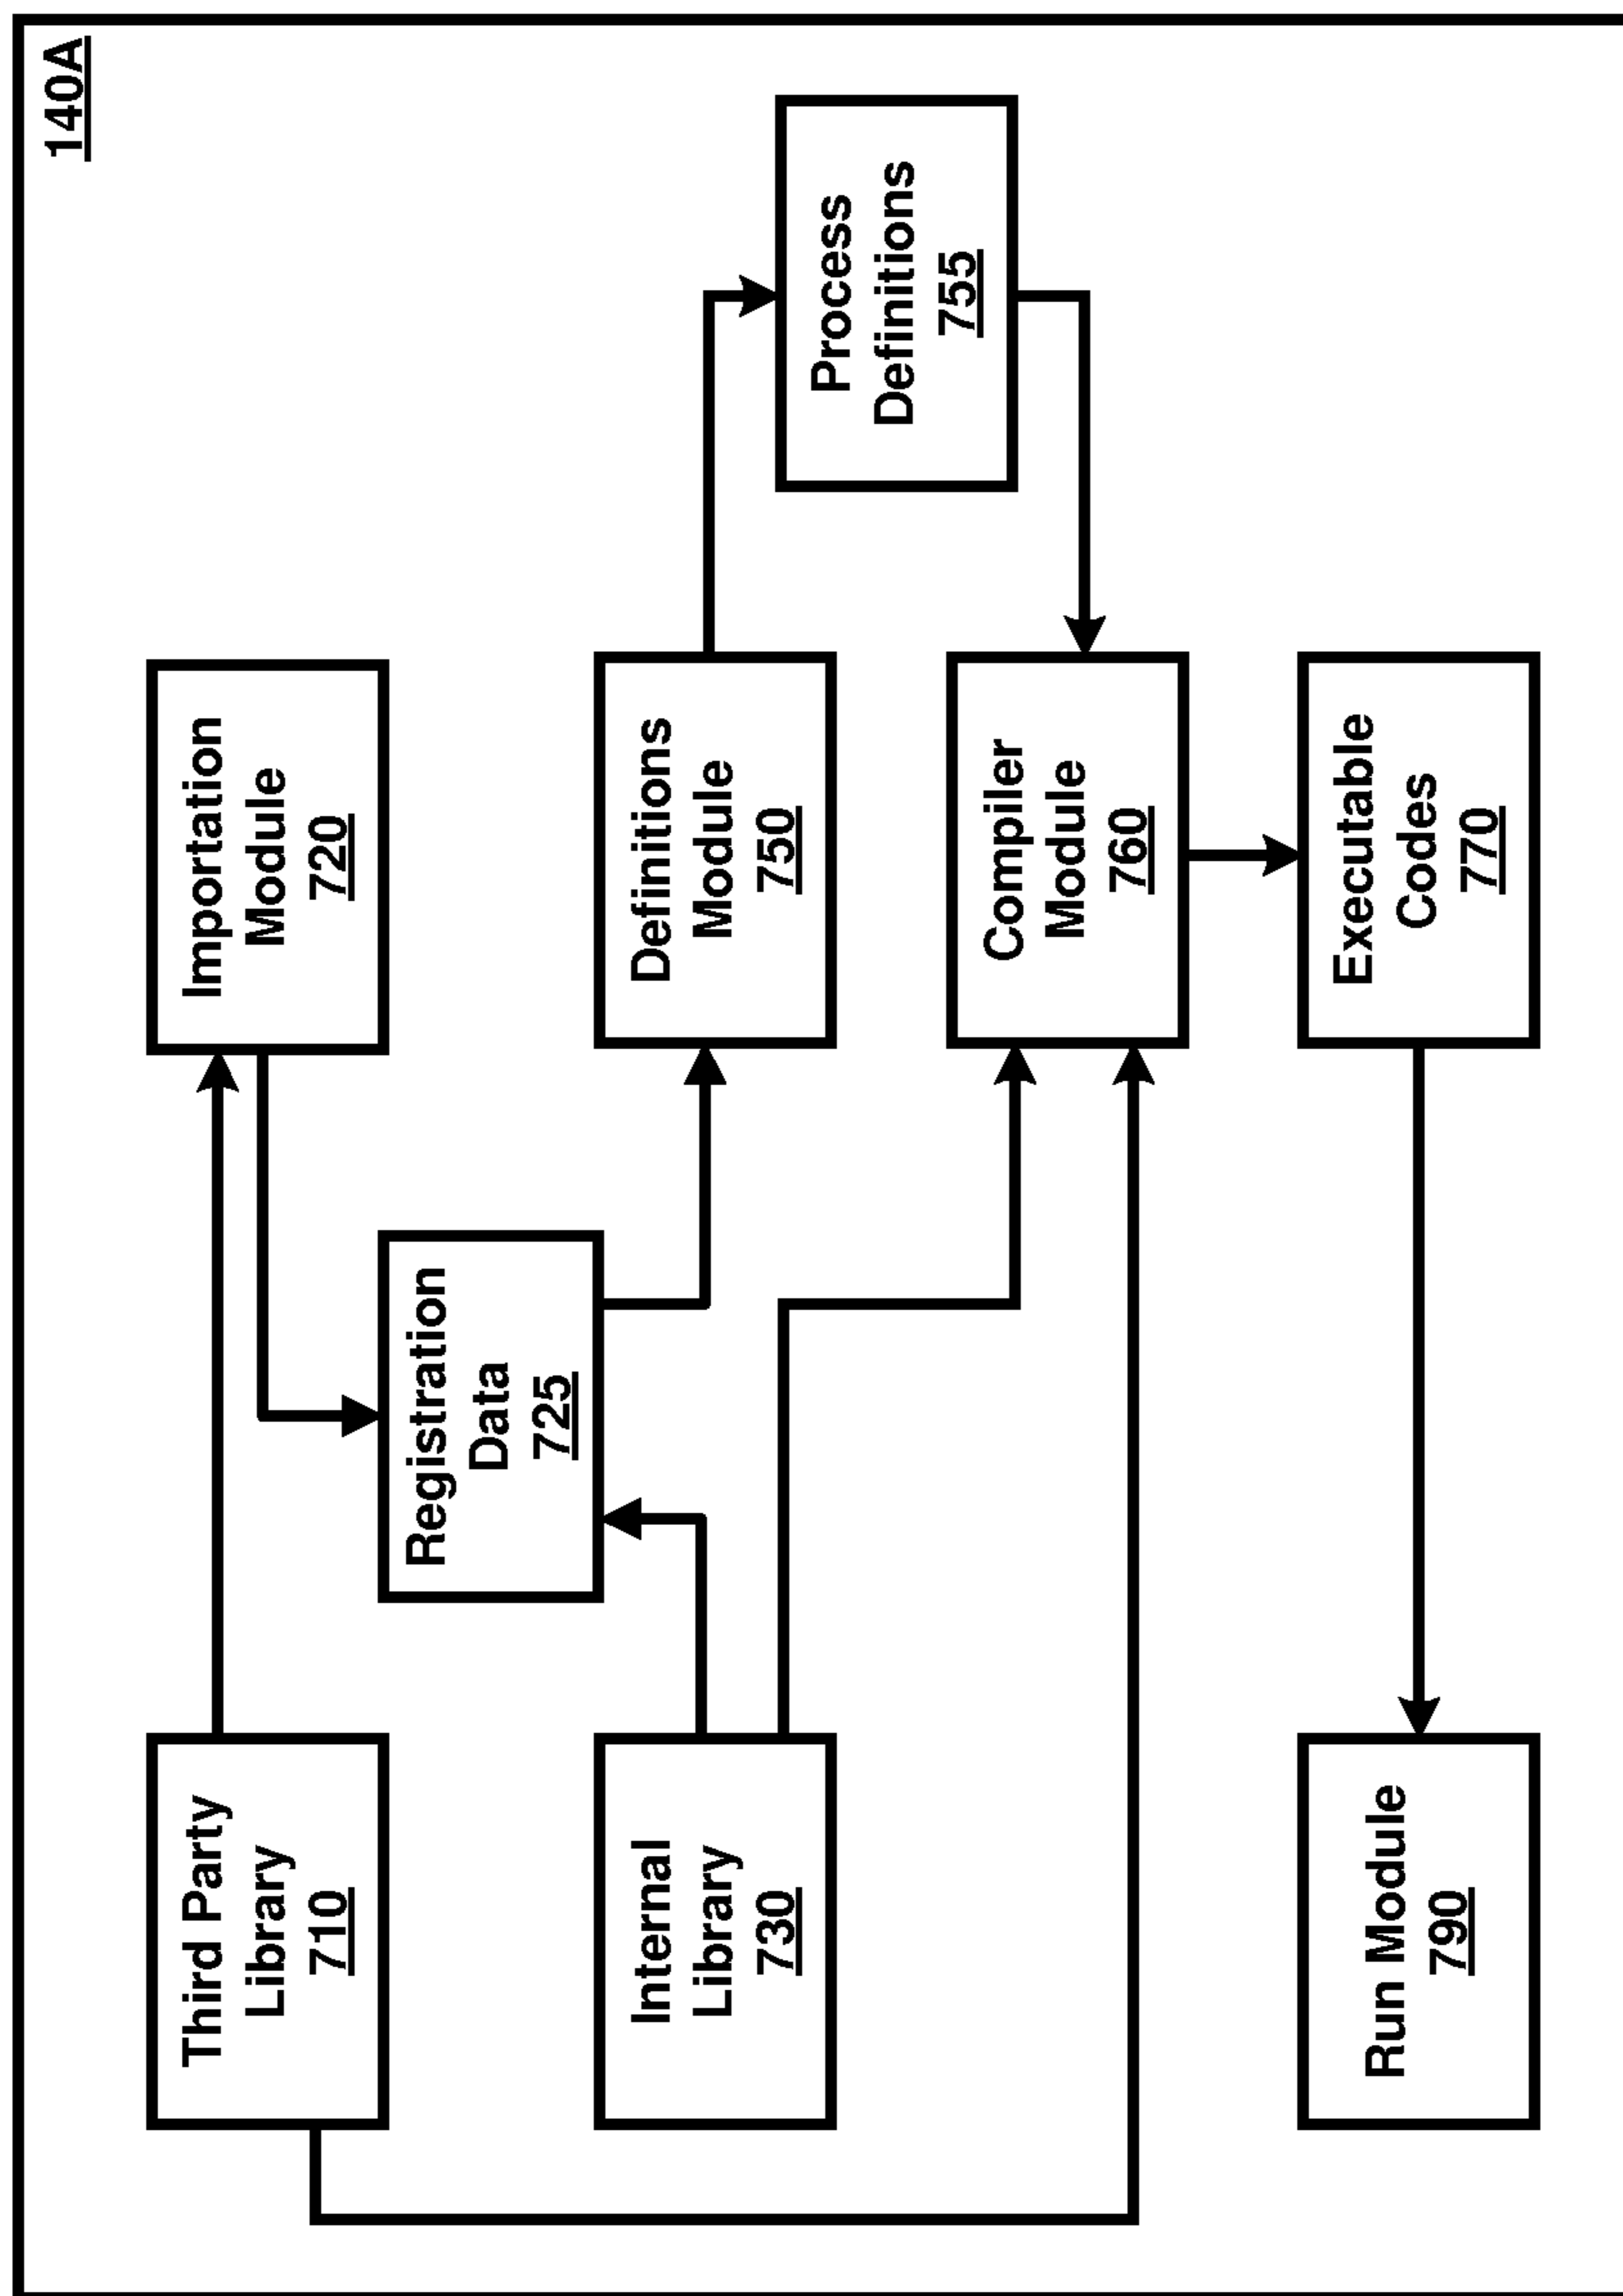 140A
Third Party
Library
710
Importation
Module
720
Registration
Data
725
Internal
Library
730
Definitions
Module
750
Process
Definitions
755
Compiler
Module
760
Run Module
790
Executable
Codes
770